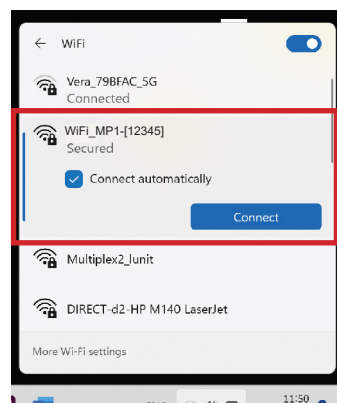 WiFi
Vera_79BFAC_5G
Connected
WiFi_MP1-[12345]
Secured
Connect automatically
Connect
Multiplex2_lunit
DIRECT-d2-HP M140 LaserJet
More Wi-Fi settings
11:50